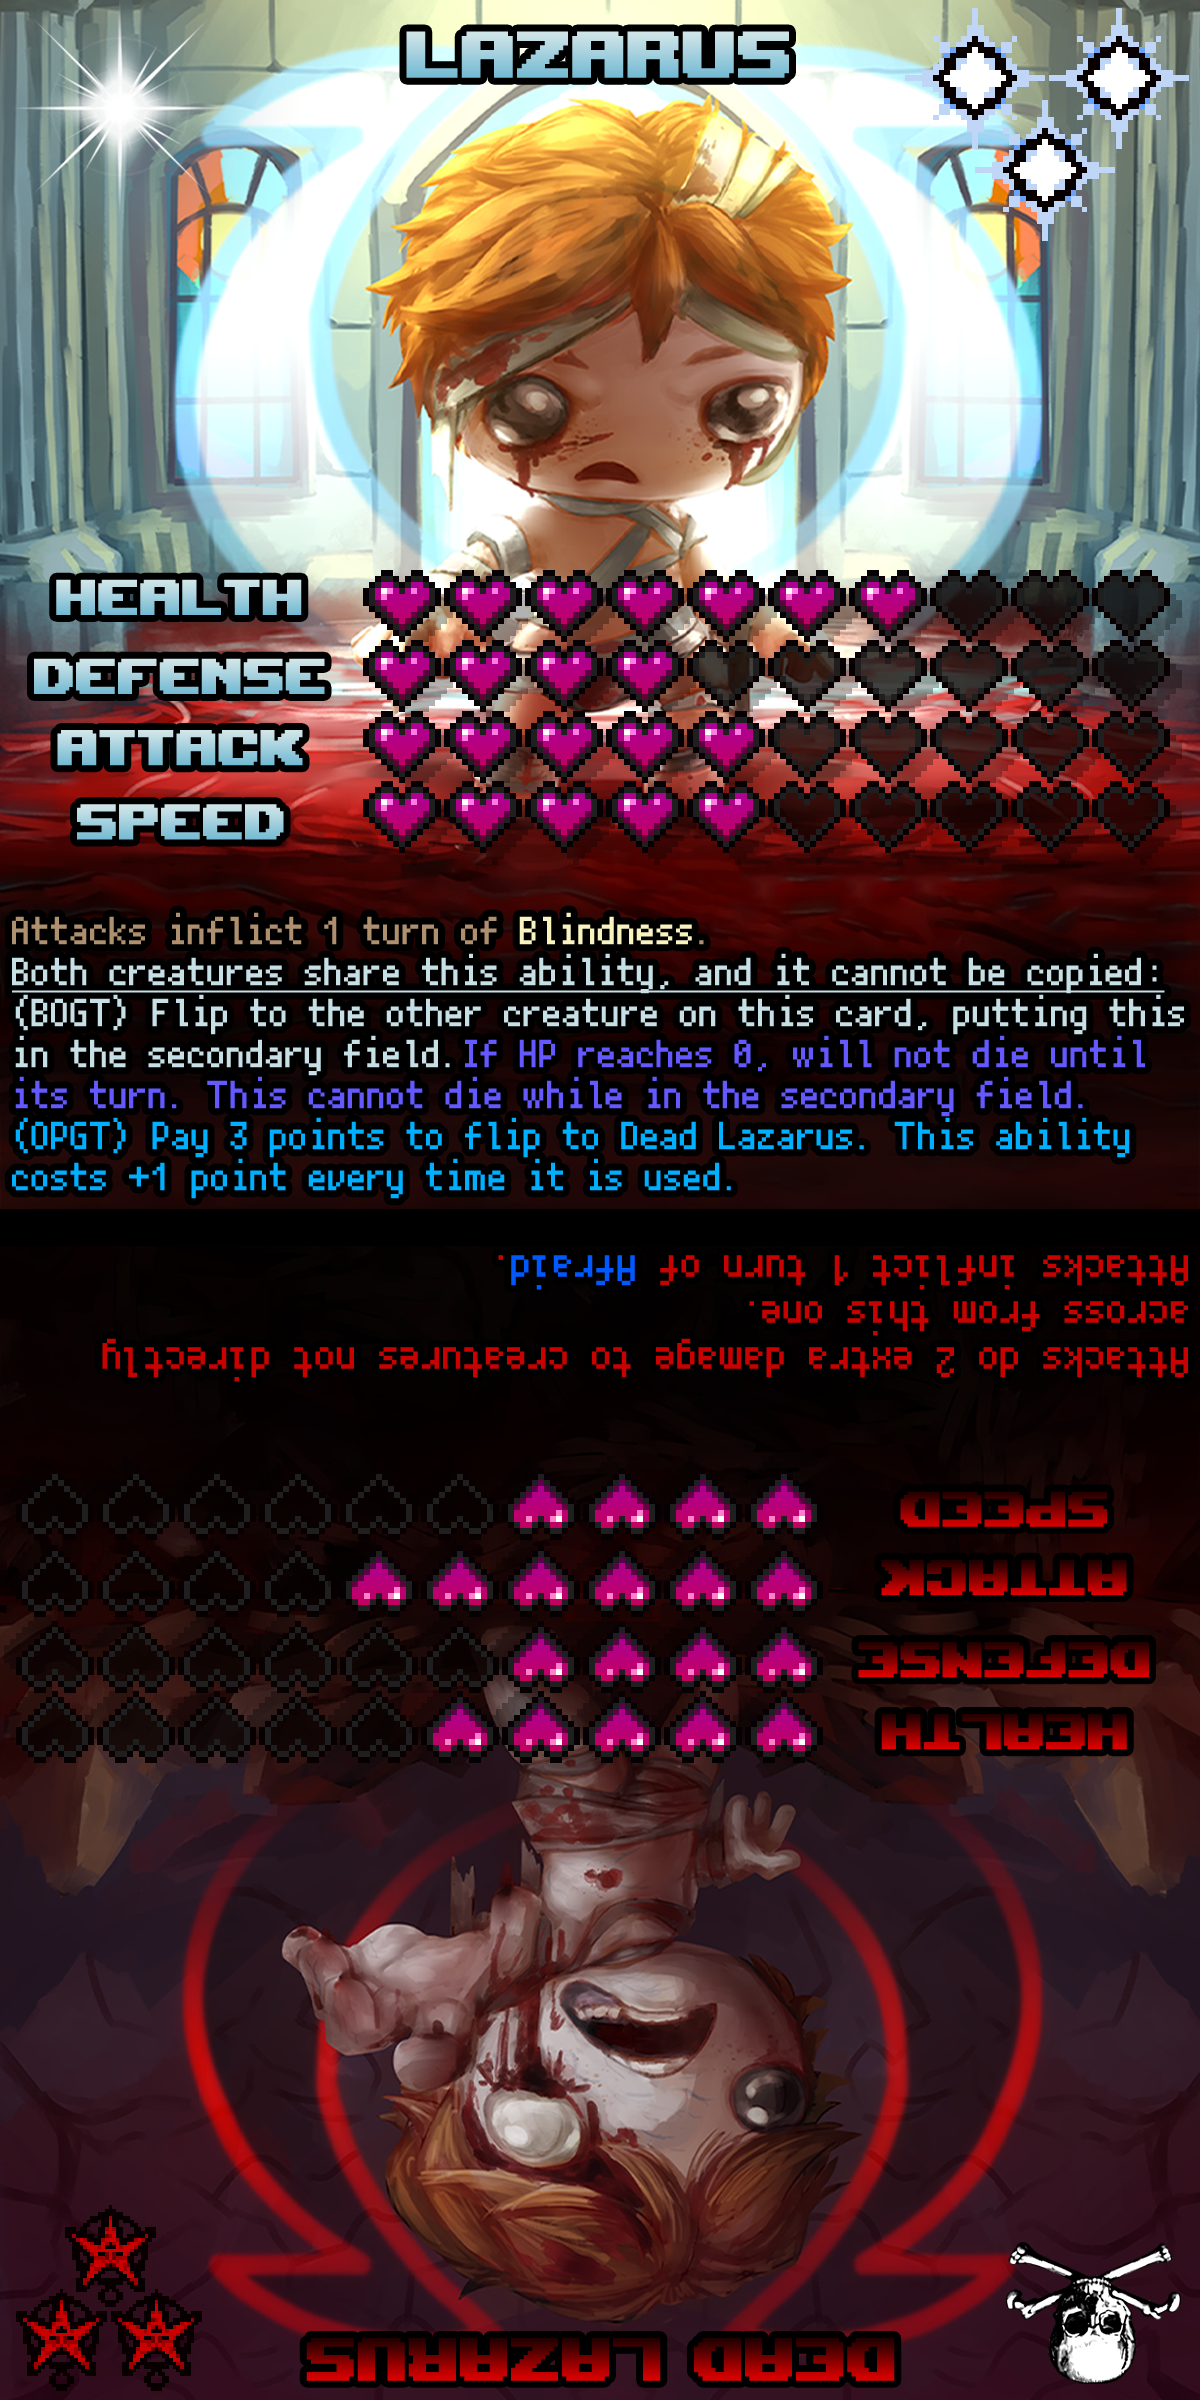 LAZARUS
HEALTH
DEFENSE
ATTACK
SPEED
Attacks inflict 1 turn of Blindness.
Both creatures share this ability, and it cannot be copied:
(BOGT) Flip to the other creature on this card, putting this
in the secondary field. If HP reaches 0, will not die until
its turn. This cannot die while in the secondary field.
(OPGT) Pay 3 points to flip to Dead Lazarus. This ability
costs +1 point every time it is used.
DEAD LAZARUS
HEALTH
DEFENSE
ATTACK
SPEED
Attacks do 2 extra damage to creatures not directly
across from this one.
Attacks inflict 1 turn of Afraid.